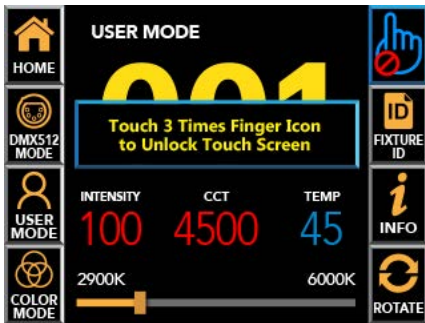 USER MODE
HOME
001
Touch 3 Times Finger Icon
to Unlock Touch Screen
DMX512
MODE
ID
FIXTURE
ID
INTENSITY CCT TEMP
100 4500 45
USER
MODE
i
INFO
2900K 6000K
COLOR
MODE
ROTATE